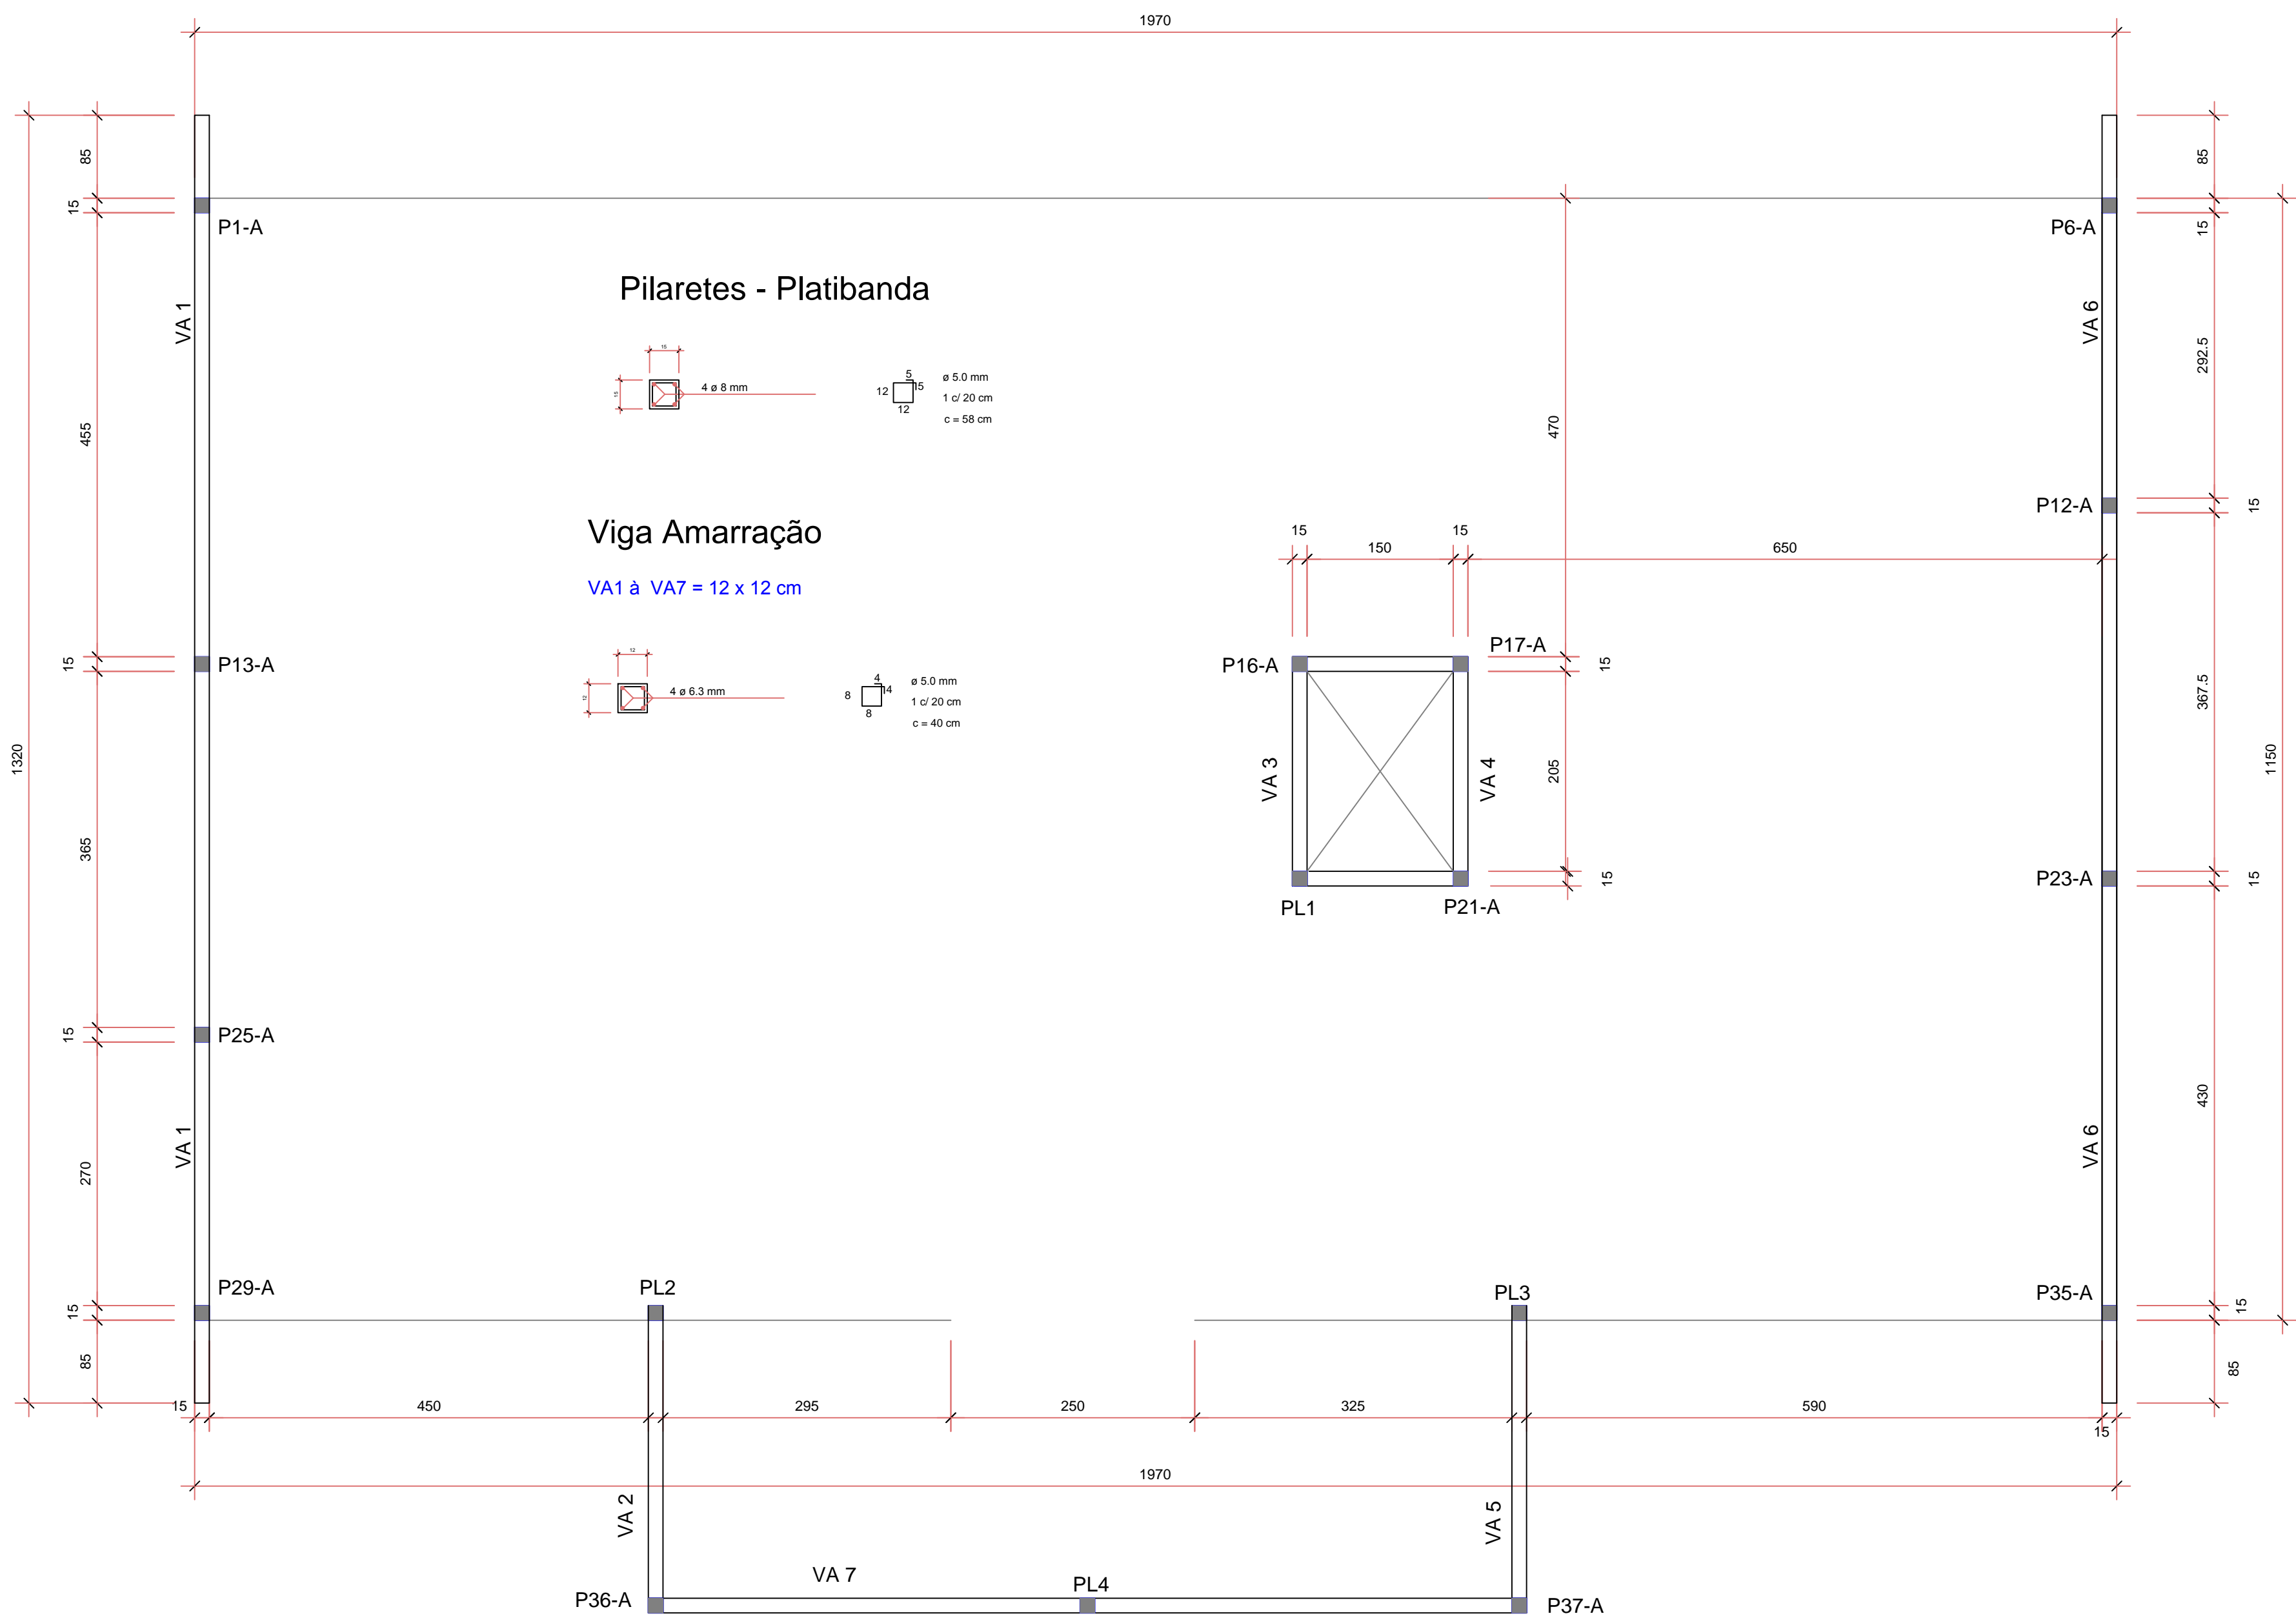 1970
85
85
15
P1-A
P6-A
15
Pilaretes - Platibanda
VA 1
VA 6
292.5
15
15
4 ø 8 mm
5
15
12
12
ø 5.0 mm
1 c/ 20 cm
c = 58 cm
455
470
P12-A
15
Viga Amarração
15
150
15
650
VA1 à  VA7 = 12 x 12 cm
12
12
4 ø 6.3 mm
4
14
8
8
ø 5.0 mm
1 c/ 20 cm
c = 40 cm
15
P13-A
P16-A
P17-A
15
367.5
1320
1150
VA 3
VA 4
205
365
15
P23-A
15
PL1
P21-A
15
P25-A
430
VA 1
VA 6
270
P29-A
PL2
PL3
P35-A
15
15
85
85
15
450
295
250
325
590
15
1970
VA 2
VA 5
VA 7
PL4
P36-A
P37-A